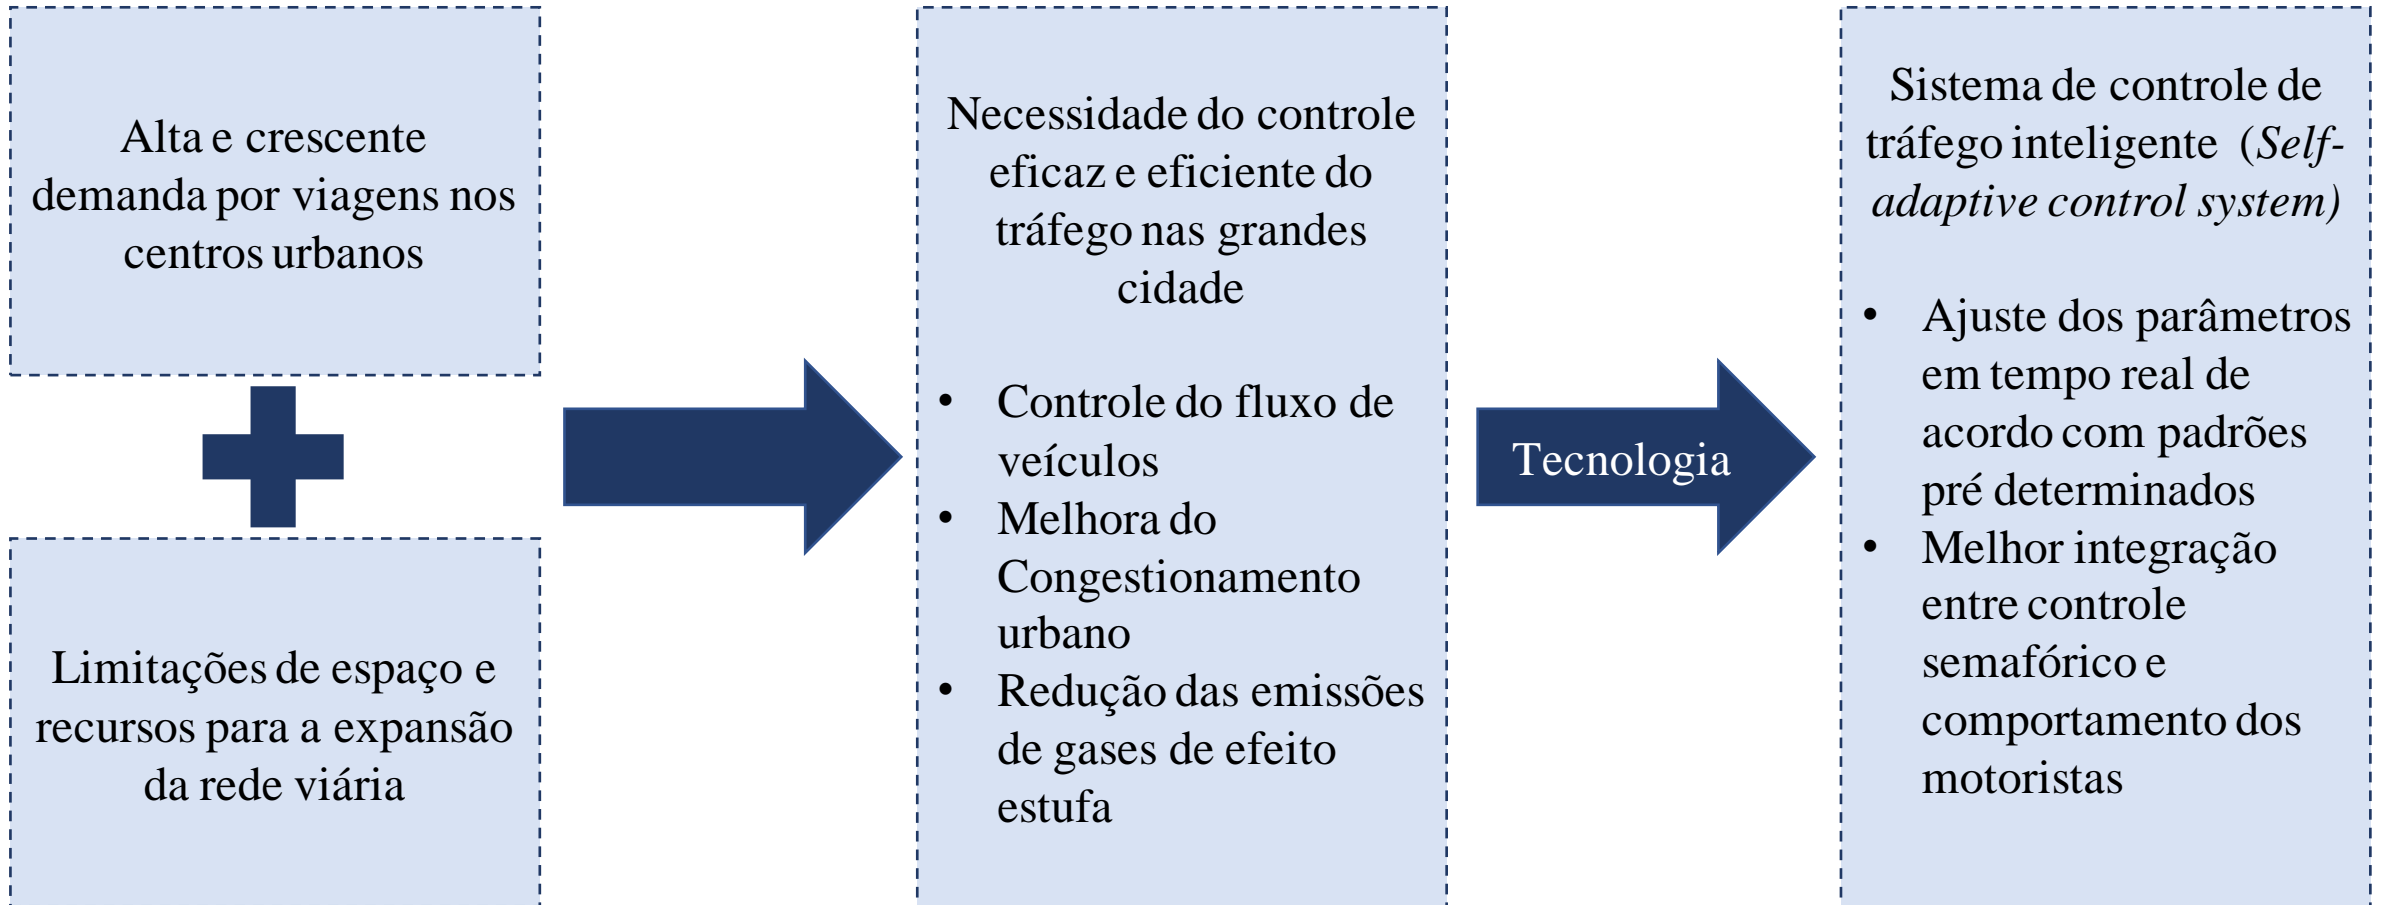 Alta e crescente
demanda por viagens nos
centros urbanos
Limitações de espaço e
recursos para a expansão
da rede viária
Necessidade do controle
eficaz e eficiente do
tráfego nas grandes
cidade
• Controle do fluxo de
veículos
• Melhora do
Congestionamento
urbano
• Redução das emissões
de gases de efeito
estufa
Tecnologia
Sistema de controle de
tráfego inteligente (Self-
adaptive control system)
• Ajuste dos parâmetros
em tempo real de
acordo com padrões
pré determinados
• Melhor integração
entre controle
semafórico e
comportamento dos
motoristas